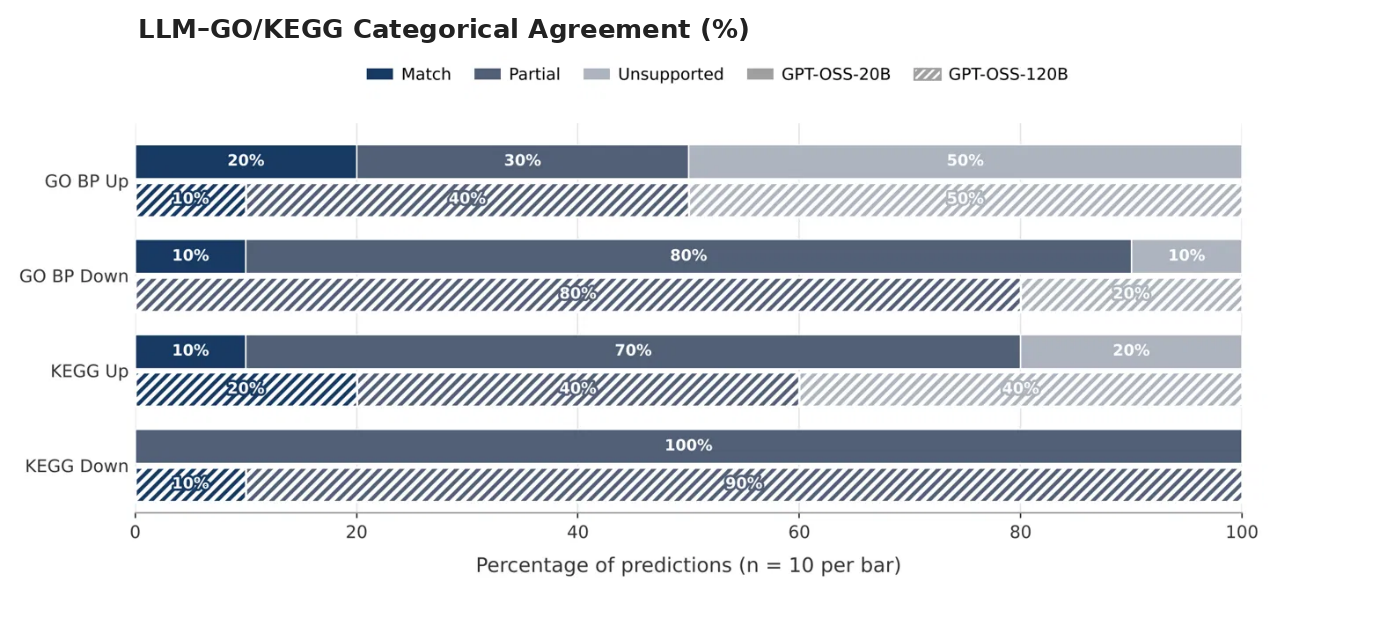 LLM–GO/KEGG Categorical Agreement (%)
Match Partial Unsupported GPT-OSS-20B GPT-OSS-120B
GO BP Up
20% 30% 50%
10% 40% 50%
GO BP Down
10% 80% 10%
80% 20%
KEGG Up
10% 70% 20%
20% 40% 40%
KEGG Down
100%
10% 90%
0 20 40 60 80 100
Percentage of predictions (n = 10 per bar)